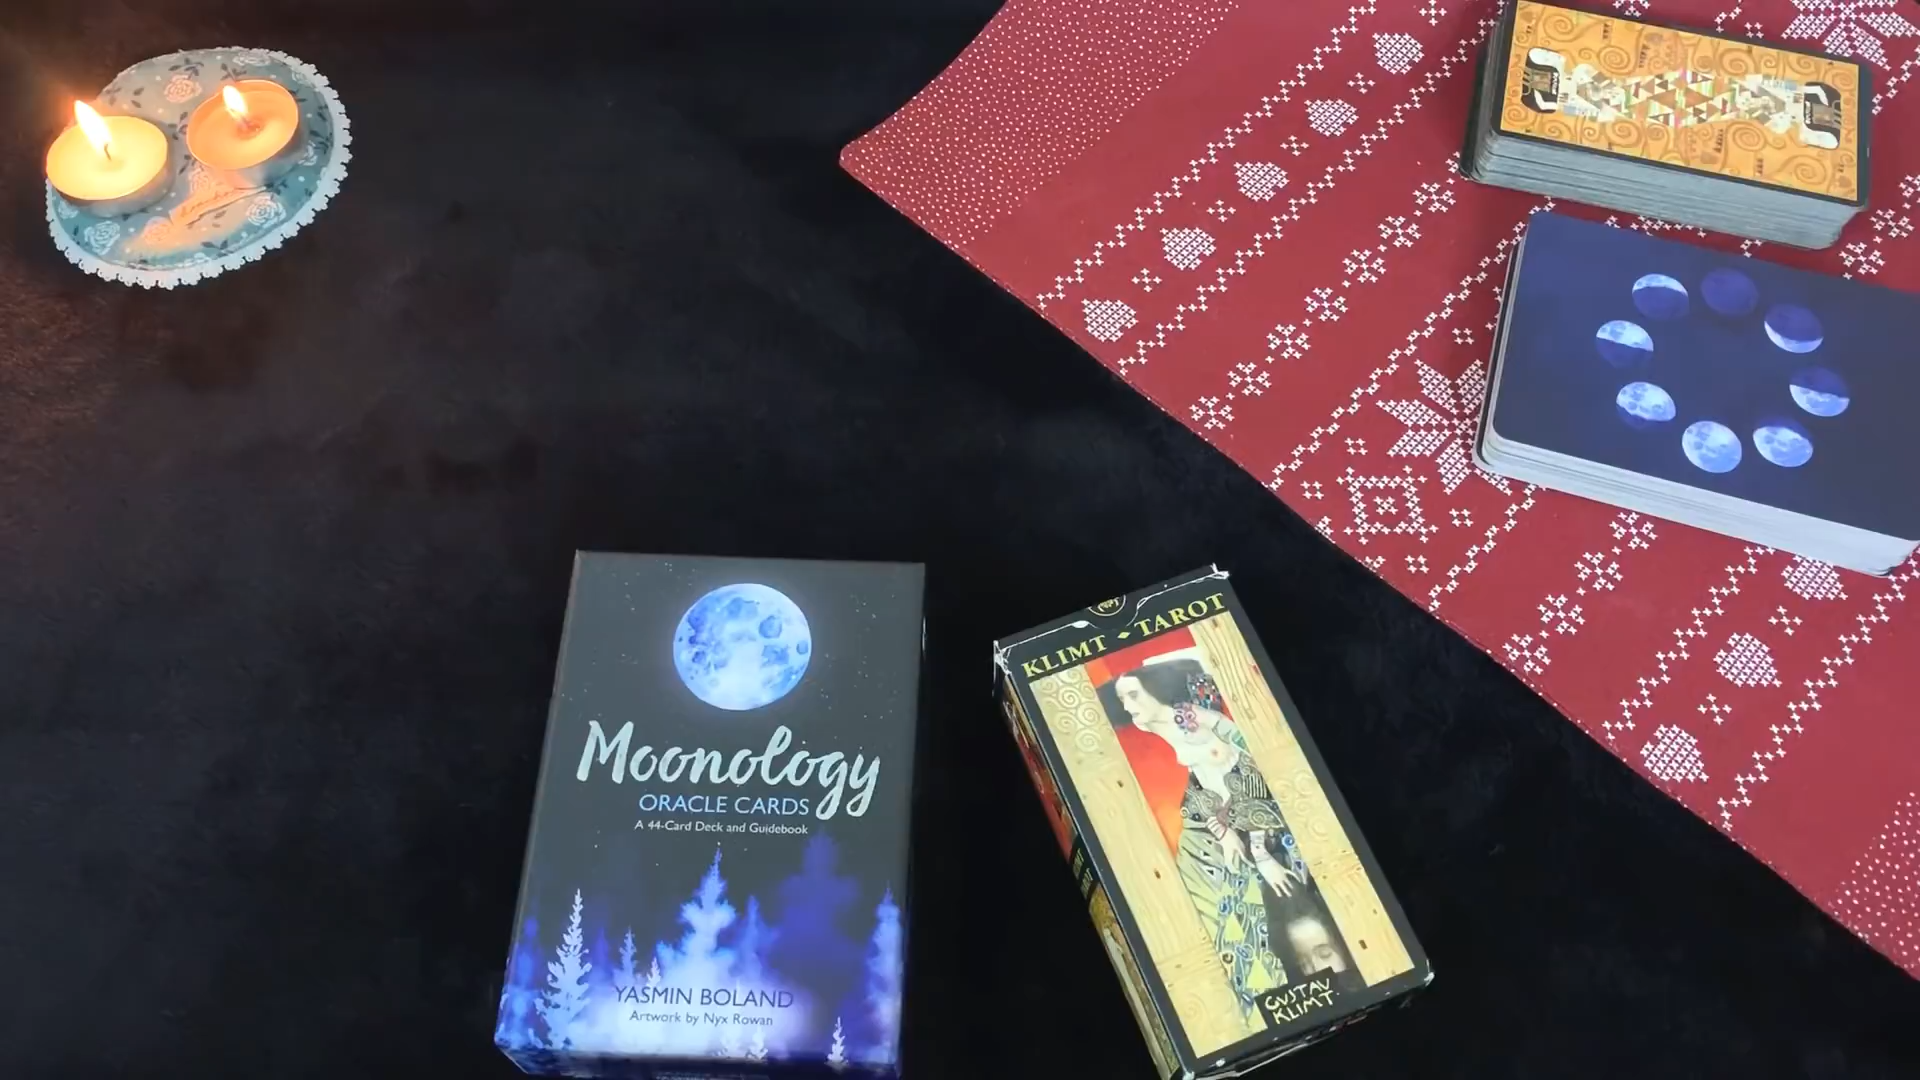 Moonology
ORACLE CARDS
A 44-Card Deck and Guidebook
YASMIN BOLAND
Artwork by Nyx Rowan
KLIMT • TAROT
GUSTAV
KLIMT